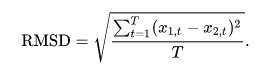 RMSD = \sqrt{\frac{\sum_{t=1}^{T} (x_{1,t} - x_{2,t})^2}{T}}.